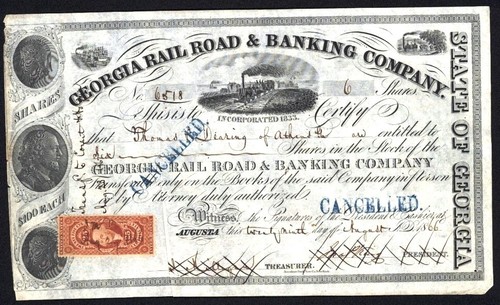 GEORGIA RAIL ROAD & BANKING COMPANY.
STATE OF GEORGIA
SHARES
$100 EACH
No. 6518 6 Shares
INCORPORATED 1833.
This is to Certify
that Thomas Dearing of Athens Ga entitled to
Six Shares in the Stock of the
GEORGIA RAIL ROAD & BANKING COMPANY
Transferable only on the Books of the said Company in Person
or by Attorney duly authorized.
CANCELLED.
CANCELLED.
Witness the Signatures of the President & Cashier
AUGUSTA this twenty ninth day of August 1866
TREASURER. PRESIDENT.